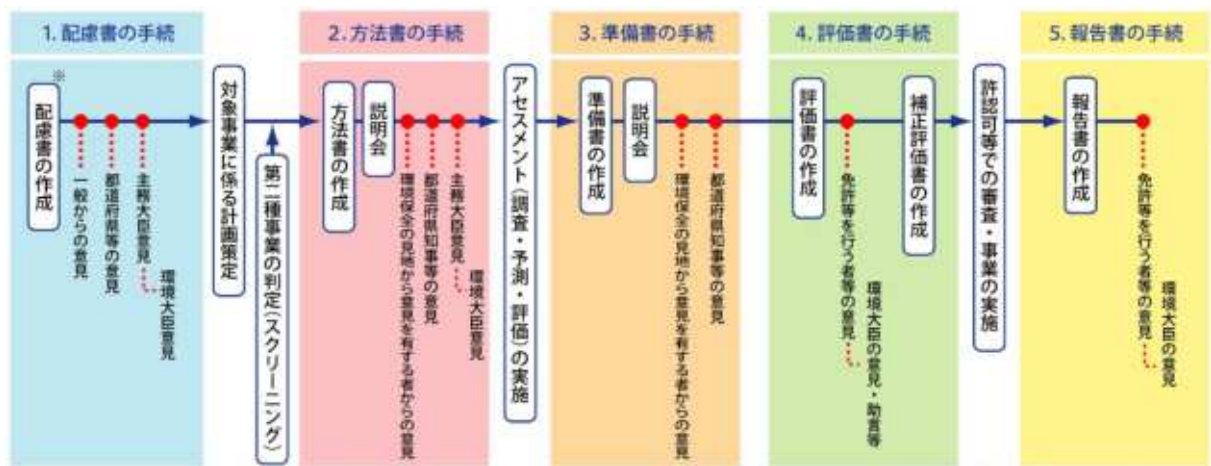 1.配慮書の手続
※
配慮書の作成
一般からの意見
都道府県等の意見
主務大臣意見
環境大臣意見
対象事業に係る計画策定
第二種事業の判定(スクリーニング)
2.方法書の手続
方法書の作成
説明会
環境保全の見地から意見を有する者からの意見
都道府県知事等の意見
主務大臣意見
環境大臣意見
アセスメント(調査・予測・評価)の実施
3.準備書の手続
準備書の作成
説明会
環境保全の見地から意見を有する者からの意見
都道府県知事等の意見
4.評価書の手続
評価書の作成
免許等を行う者等の意見
環境大臣の意見・助言等
補正評価書の作成
許認可等での審査・事業の実施
5.報告書の手続
報告書の作成
免許等を行う者等の意見
環境大臣の意見